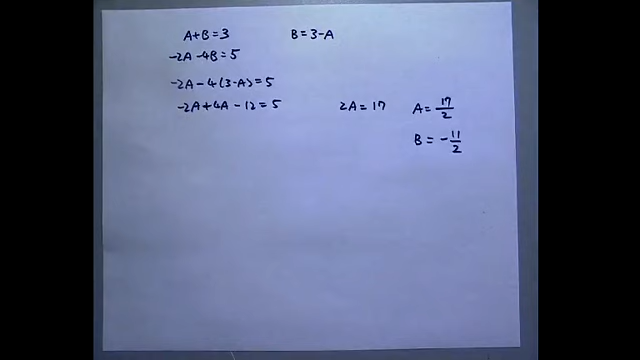 A+B=3 B=3-A
-2A-4B=5
-2A-4(3-A)=5
-2A+4A-12=5 2A=17 A=17/2
B=-11/2